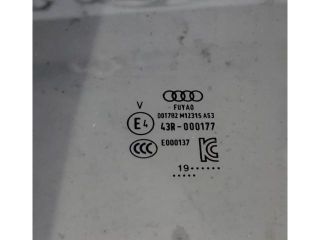 V
FUYAO
DOT782 M12315 AS3
E4 43R-000177
CCC E000137
19